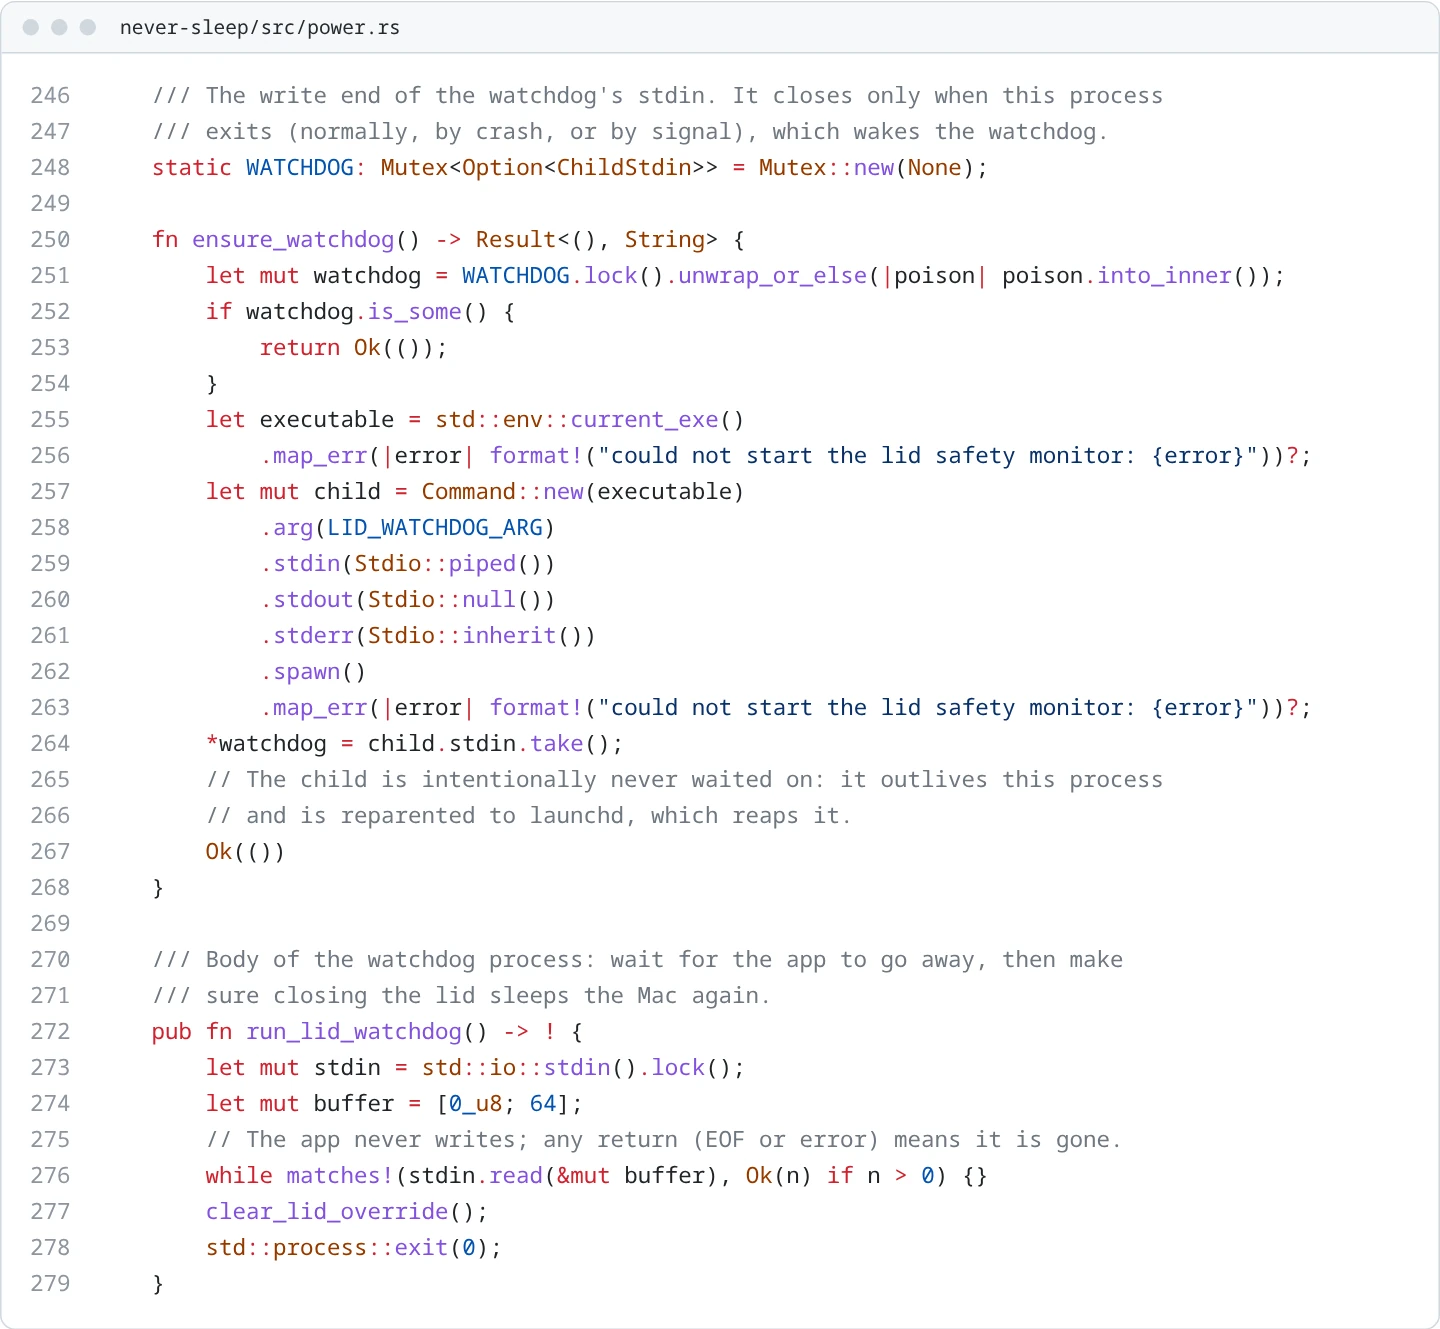 never-sleep/src/power.rs
246     /// The write end of the watchdog's stdin. It closes only when this process
247     /// exits (normally, by crash, or by signal), which wakes the watchdog.
248     static WATCHDOG: Mutex<Option<ChildStdin>> = Mutex::new(None);
249
250     fn ensure_watchdog() -> Result<(), String> {
251         let mut watchdog = WATCHDOG.lock().unwrap_or_else(|poison| poison.into_inner());
252         if watchdog.is_some() {
253             return Ok(());
254         }
255         let executable = std::env::current_exe()
256             .map_err(|error| format!("could not start the lid safety monitor: {error}"))?;
257         let mut child = Command::new(executable)
258             .arg(LID_WATCHDOG_ARG)
259             .stdin(Stdio::piped())
260             .stdout(Stdio::null())
261             .stderr(Stdio::inherit())
262             .spawn()
263             .map_err(|error| format!("could not start the lid safety monitor: {error}"))?;
264         *watchdog = child.stdin.take();
265         // The child is intentionally never waited on: it outlives this process
266         // and is reparented to launchd, which reaps it.
267         Ok(())
268     }
269
270     /// Body of the watchdog process: wait for the app to go away, then make
271     /// sure closing the lid sleeps the Mac again.
272     pub fn run_lid_watchdog() -> ! {
273         let mut stdin = std::io::stdin().lock();
274         let mut buffer = [0_u8; 64];
275         // The app never writes; any return (EOF or error) means it is gone.
276         while matches!(stdin.read(&mut buffer), Ok(n) if n > 0) {}
277         clear_lid_override();
278         std::process::exit(0);
279     }